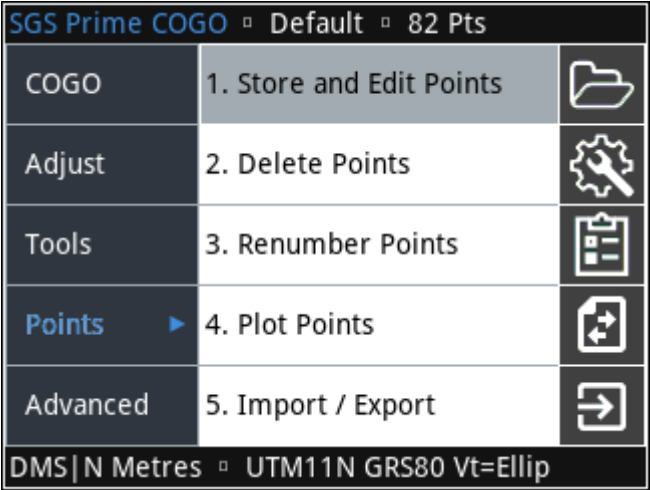 SGS Prime COGO ▫ Default ▫ 82 Pts
COGO
Adjust
Tools
Points ►
Advanced
1. Store and Edit Points
2. Delete Points
3. Renumber Points
4. Plot Points
5. Import / Export
DMS|N Metres ▫ UTM11N GRS80 Vt=Ellip